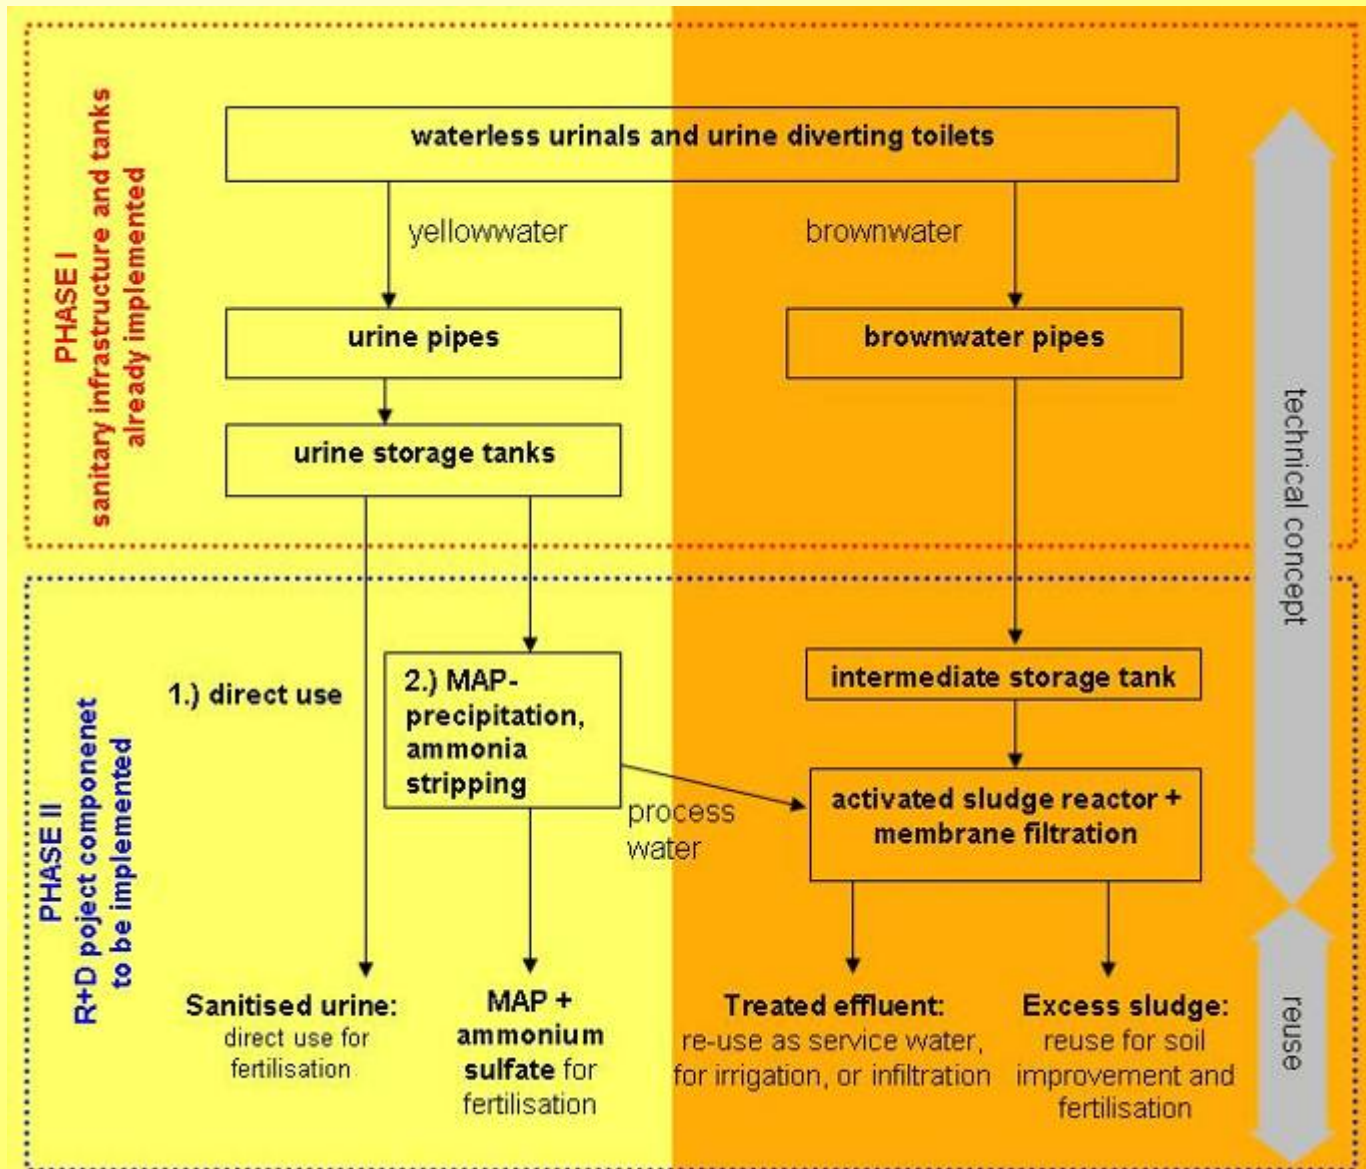 waterless urinals and urine diverting toilets
yellowwater
brownwater
PHASE I
sanitary infrastructure and tanks
already implemented
urine pipes
brownwater pipes
urine storage tanks
technical concept
PHASE II
R+D poject componenet
to be implemented
1.) direct use
2.) MAP-
precipitation,
ammonia
stripping
intermediate storage tank
process
water
activated sludge reactor +
membrane filtration
Sanitised urine:
direct use for
fertilisation
MAP +
ammonium
sulfate for
fertilisation
Treated effluent:
re-use as service water,
for irrigation, or infiltration
Excess sludge:
reuse for soil
improvement and
fertilisation
reuse